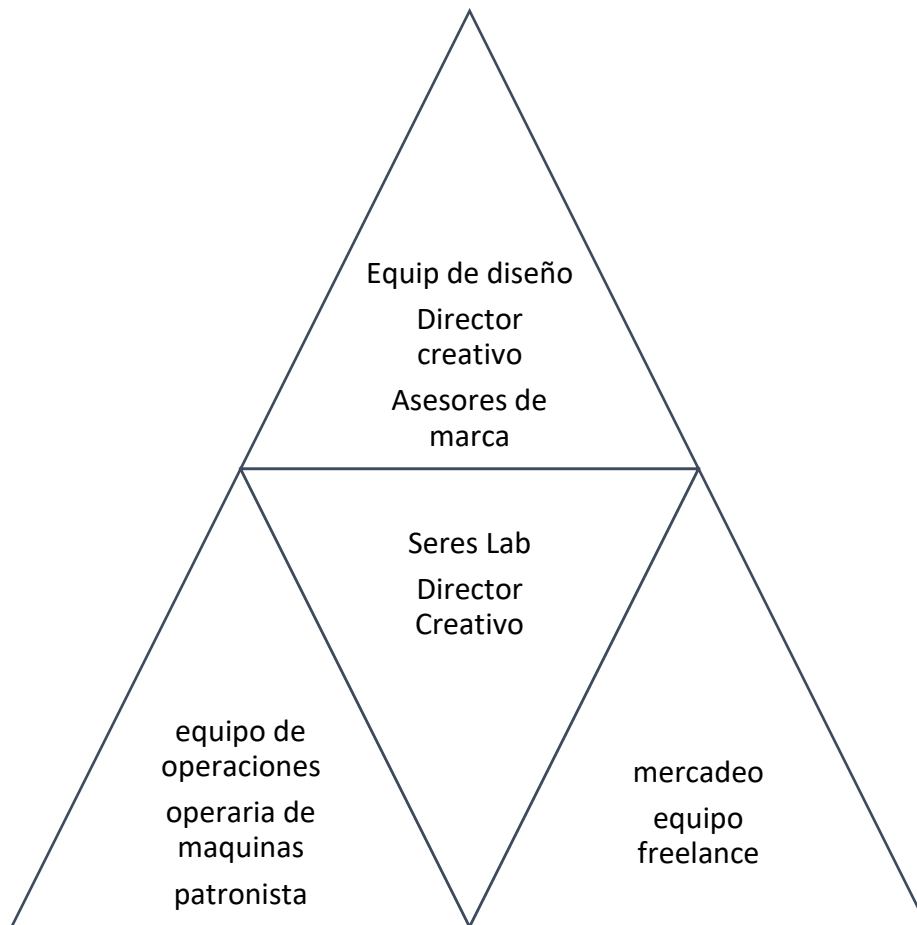 Equip de diseño
Director
creativo
Asesores de
marca
Seres Lab
Director
Creativo
equipo de
operaciones
operaria de
maquinas
patronista
mercadeo
equipo
freelance